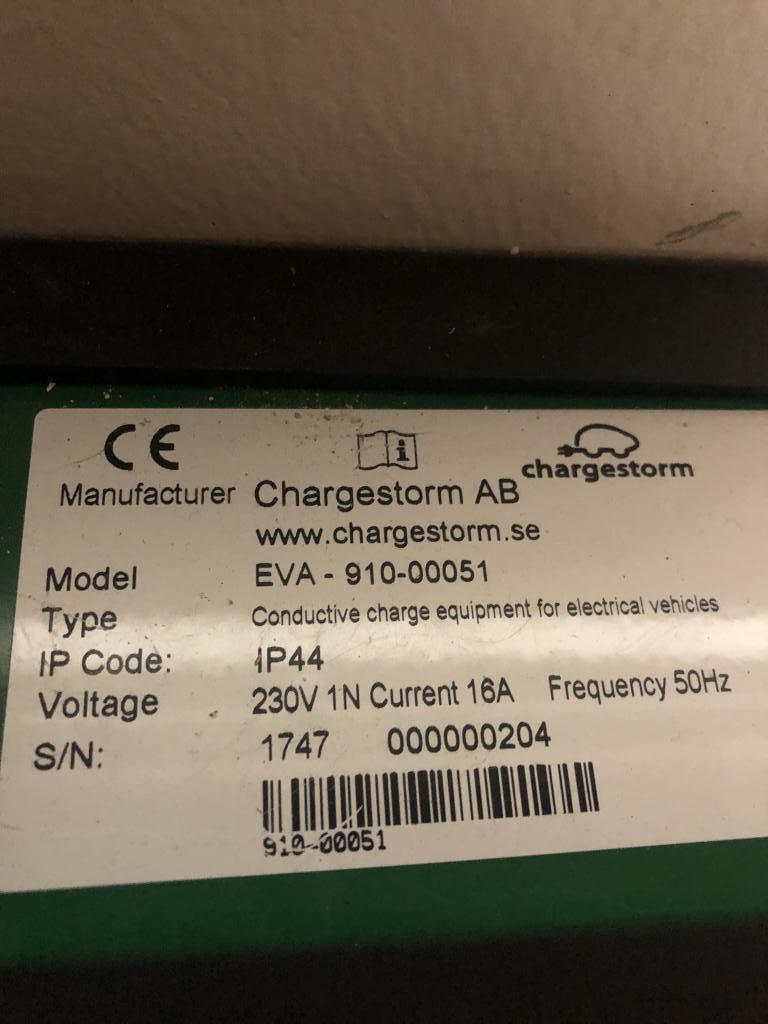 CE
i
chargestorm
Manufacturer Chargestorm AB
www.chargestorm.se
Model EVA - 910-00051
Type Conductive charge equipment for electrical vehicles
IP Code: IP44
Voltage 230V 1N Current 16A Frequency 50Hz
S/N: 1747 000000204
910-00051